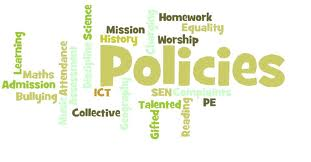 Learning
Maths
Admission
Bullying
Attendance
Music
Assessment
Discipline
Science
Mission
History
Collective
ICT
Geography
Charging
Homework
Equality
Worship
Policies
SEN
Complaints
Talented
Gifted
Reading
PE